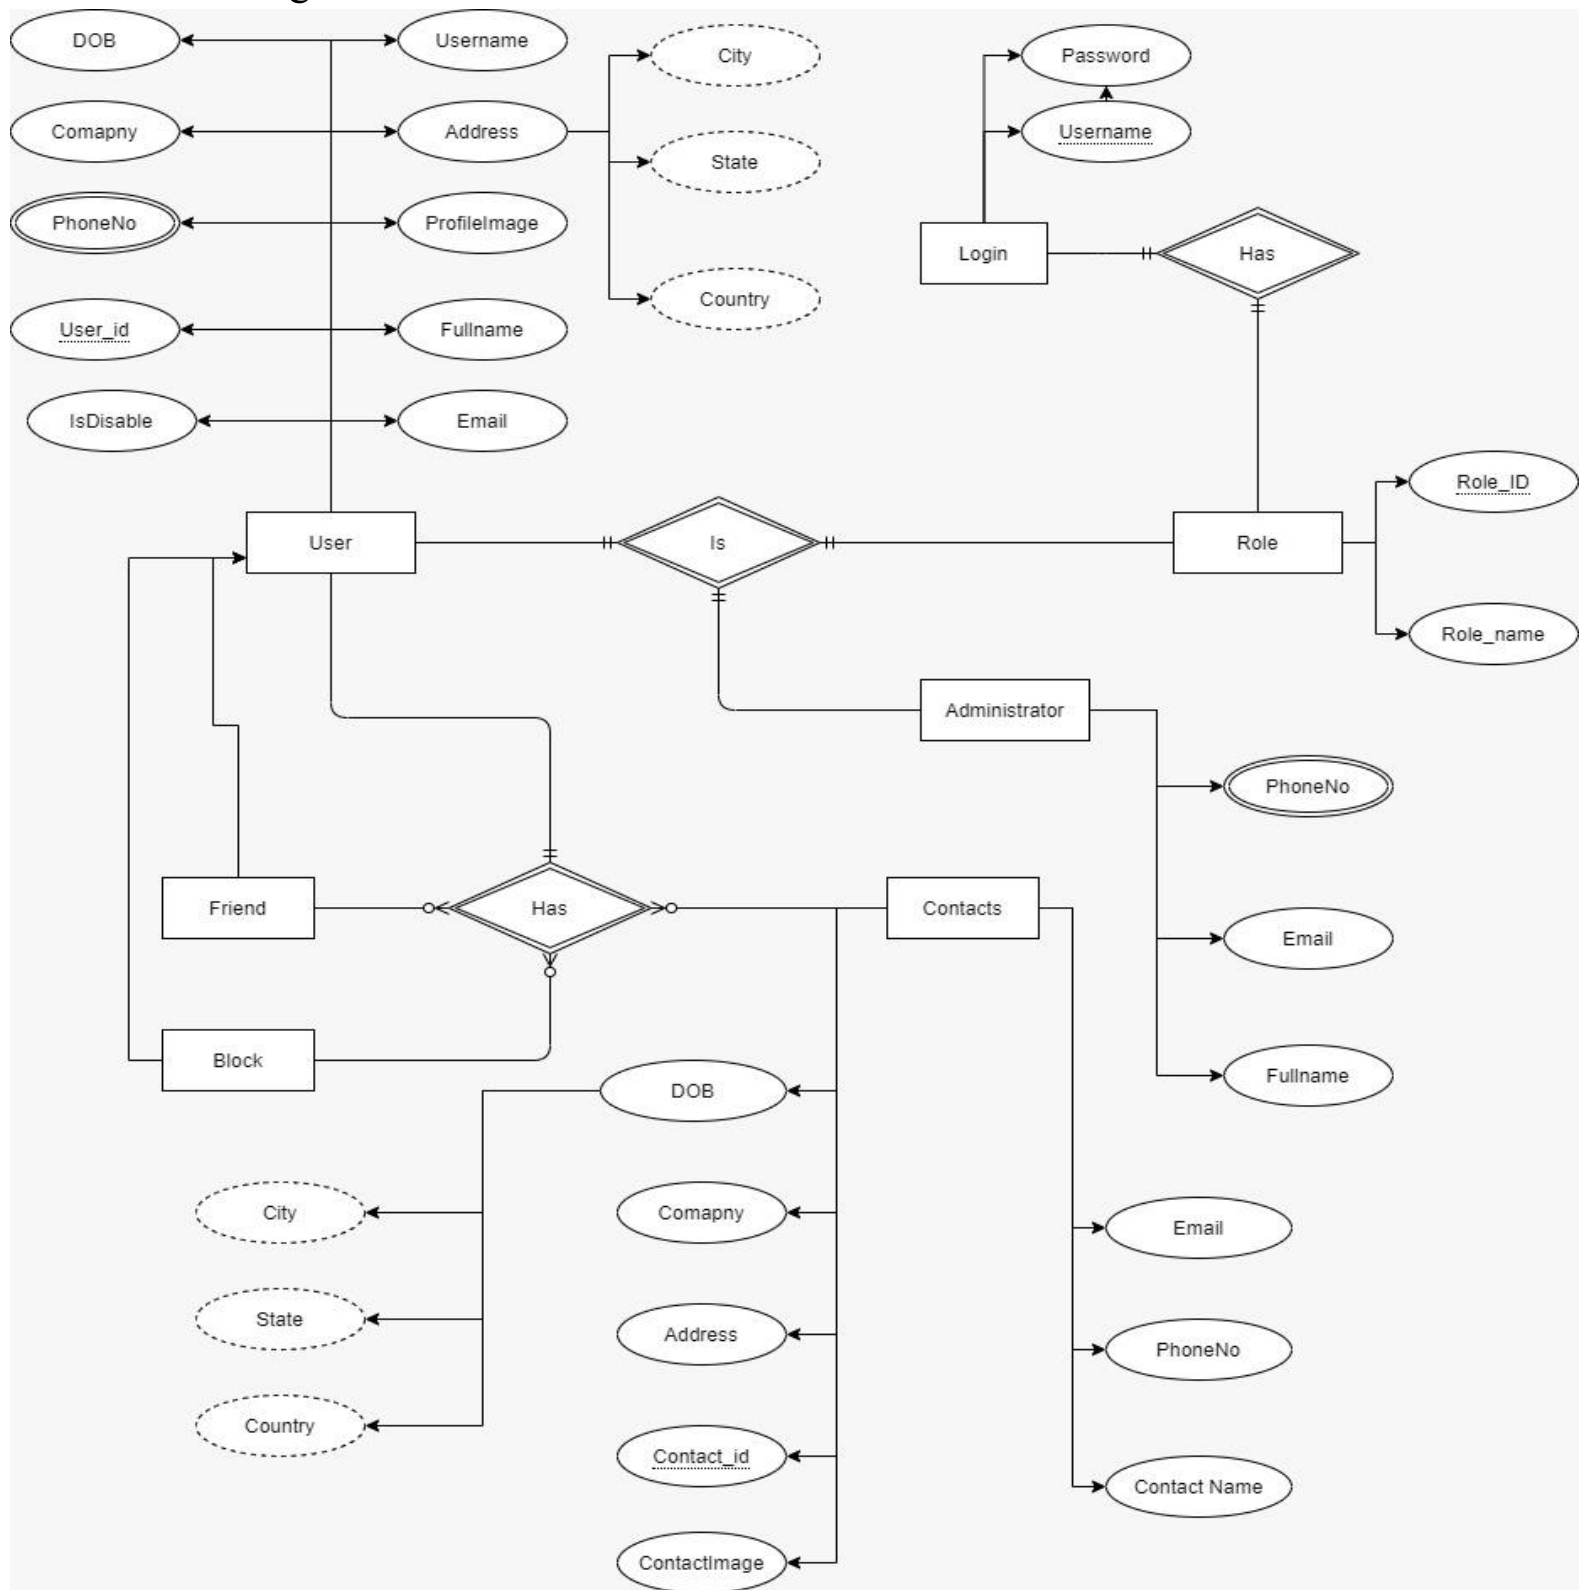 DOB
Username
City
Password
Comapny
Address
Username
State
PhoneNo
ProfileImage
Login
Has
Country
User_id
Fullname
IsDisable
Email
Role_ID
User
Is
Role
Role_name
Administrator
PhoneNo
Friend
Has
Contacts
Email
Block
DOB
Fullname
City
Comapny
Email
State
Address
PhoneNo
Country
Contact_id
Contact Name
ContactImage